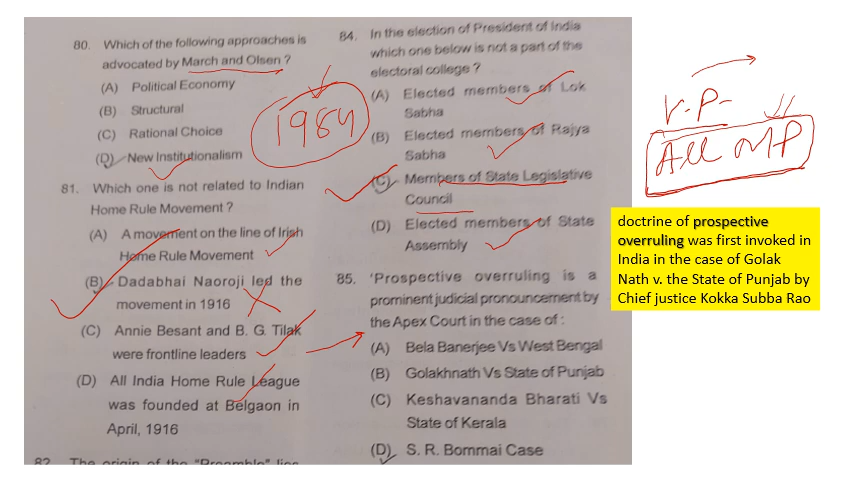 80. Which of the following approaches is
advocated by March and Olsen ?
(A) Political Economy
(B) Structural
(C) Rational Choice
(D) New Institutionalism
81. Which one is not related to Indian
Home Rule Movement ?
(A) A movement on the line of Irish
Home Rule Movement
(B) Dadabhai Naoroji led the
movement in 1916
(C) Annie Besant and B. G. Tilak
were frontline leaders
(D) All India Home Rule League
was founded at Belgaon in
April, 1916
82. The origin of the "Preamble"
1984
84. In the election of President of India
which one below is not a part of the
electoral college ?
(A) Elected members of Lok
Sabha
(B) Elected members of Rajya
Sabha
(C) Members of State Legislative
Council
(D) Elected members of State
Assembly
85. 'Prospective overruling is a
prominent judicial pronouncement by
the Apex Court in the case of :
(A) Bela Banerjee Vs West Bengal
(B) Golakhnath Vs State of Punjab
(C) Keshavananda Bharati Vs
State of Kerala
(D) S. R. Bommai Case
V.P-
All MP
doctrine of prospective
overruling was first invoked in
India in the case of Golak
Nath v. the State of Punjab by
Chief justice Kokka Subba Rao